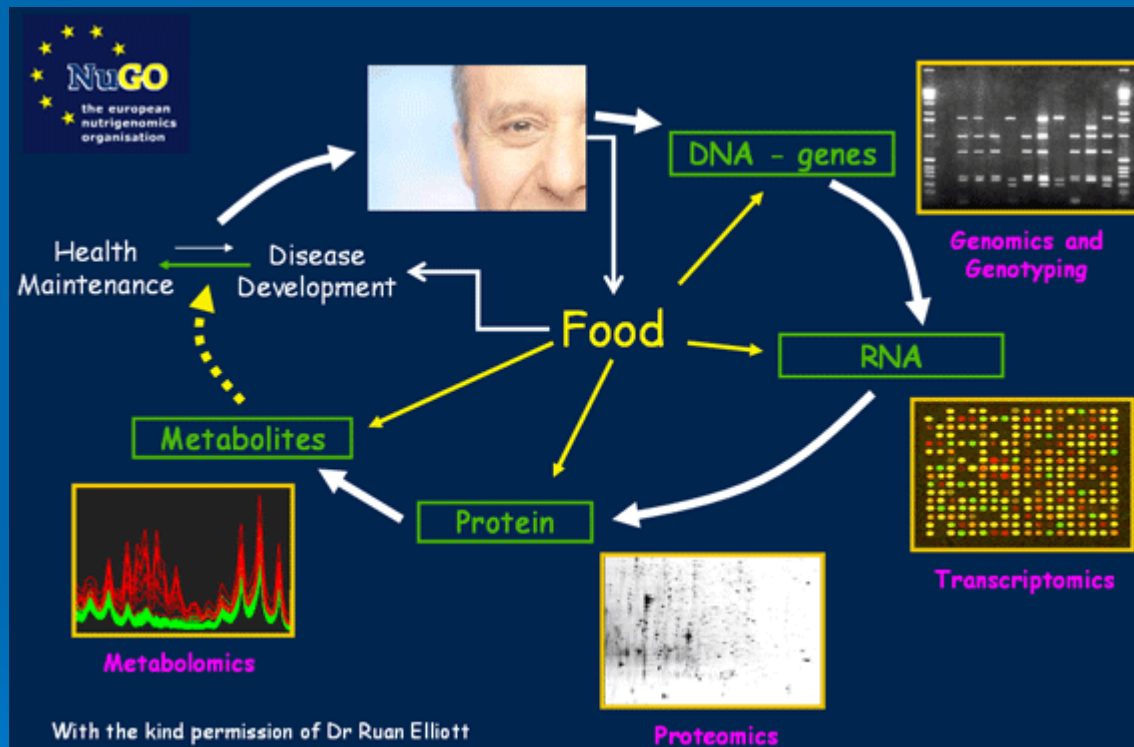 NuGO
the european
nutrigenomics
organisation
DNA - genes
Genomics and
Genotyping
Health
Maintenance
Disease
Development
Food
RNA
Metabolites
Transcriptomics
Protein
Metabolomics
Proteomics
With the kind permission of Dr Ruan Elliott